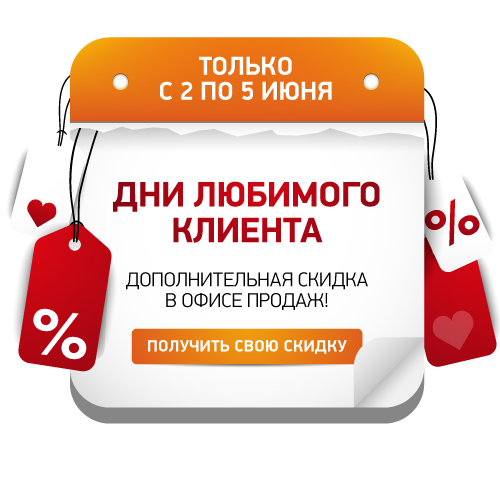 ТОЛЬКО
С 2 ПО 5 ИЮНЯ
ДНИ ЛЮБИМОГО
КЛИЕНТА
ДОПОЛНИТЕЛЬНАЯ СКИДКА
В ОФИСЕ ПРОДАЖ!
ПОЛУЧИТЬ СВОЮ СКИДКУ
%
%